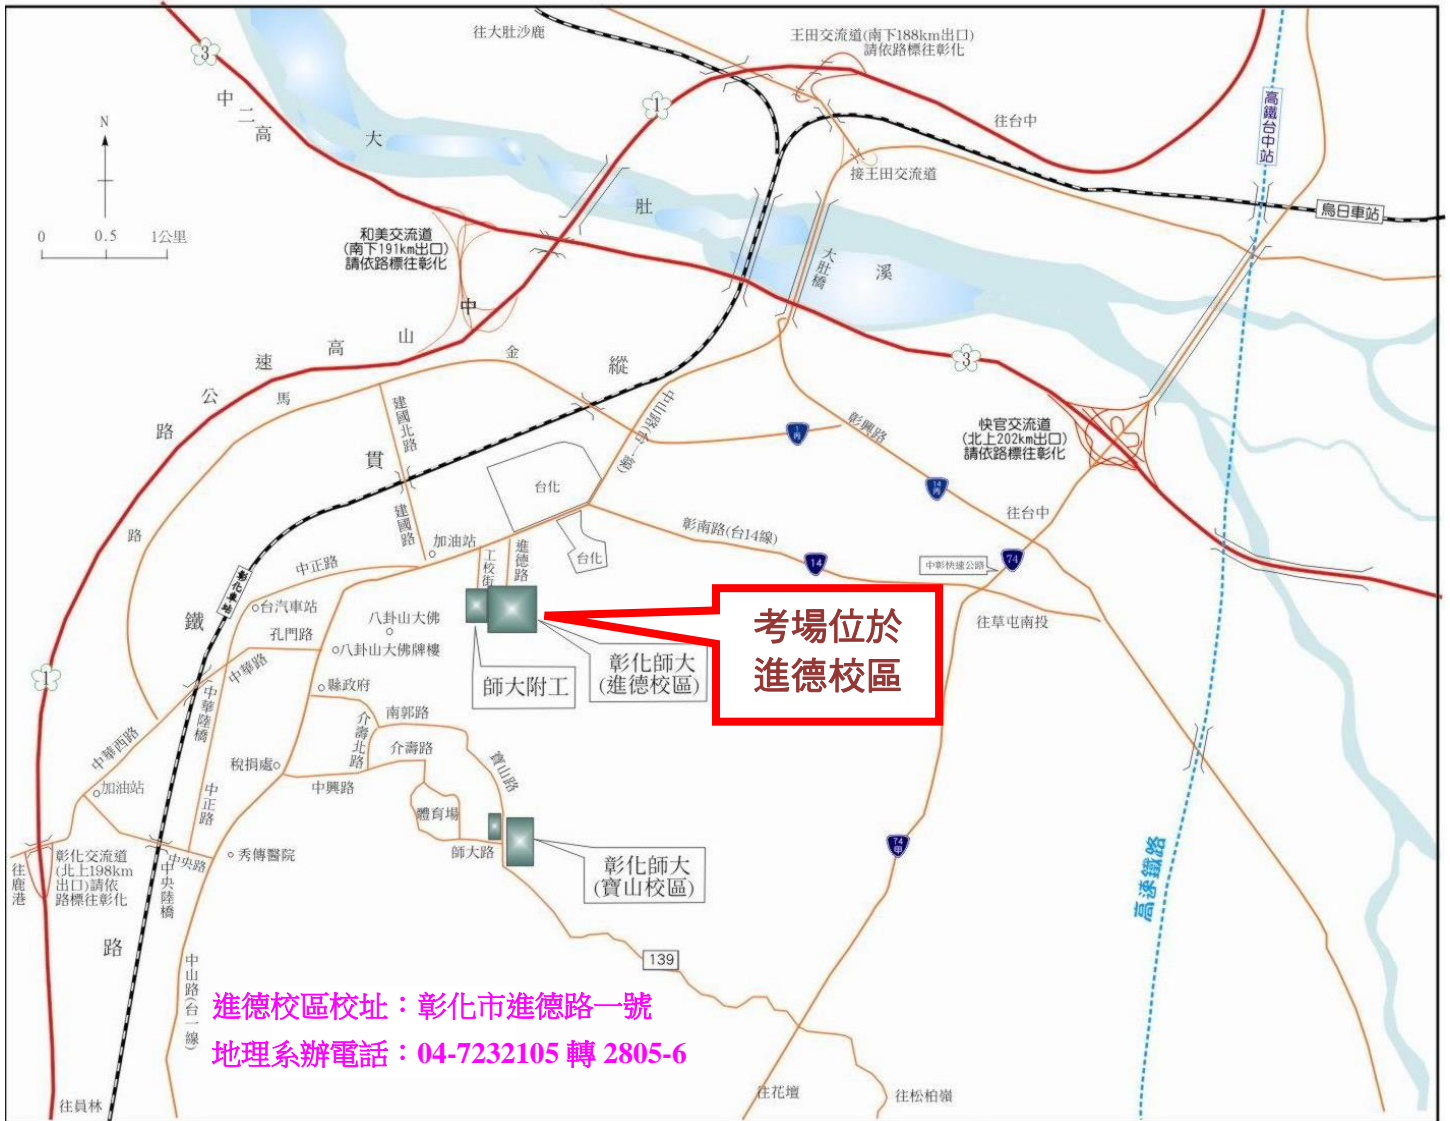 往大肚沙鹿
王田交流道(南下188km出口)
請依路標往彰化
3
中
二
高
1
大
往台中
高鐵台中站
N
接王田交流道
肚
烏日車站
0 0.5 1公里
和美交流道
(南下191km出口)
請依路標往彰化
大肚橋
溪
中
山
高
速
公
路
金
馬
路
縱
貫
鐵
路
3
建國北路
中山路(台一線)
1丙
彰興路
快官交流道
(北上202km出口)
請依路標往彰化
台化
14丙
往台中
建國路
加油站
工校街
進德路
台化
彰南路(台14線)
14
中彰快速公路
74
中正路
彰化車站
台汽車站
八卦山大佛
孔門路
八卦山大佛牌樓
考場位於
進德校區
往草屯南投
1
中華路
縣政府
師大附工
彰化師大
(進德校區)
中華陸橋
介壽北路
南郭路
介壽路
寶山路
中華西路
稅捐處
中興路
加油站
中正路
體育場
師大路
74甲
彰化交流道
(北上198km
出口)請依
路標往彰化
往鹿港
中央路
中央陸橋
秀傳醫院
彰化師大
(寶山校區)
高速鐵路
139
中山路(台一線)
進德校區校址：彰化市進德路一號
地理系辦電話：04-7232105 轉 2805-6
往員林
往花壇
往松柏嶺